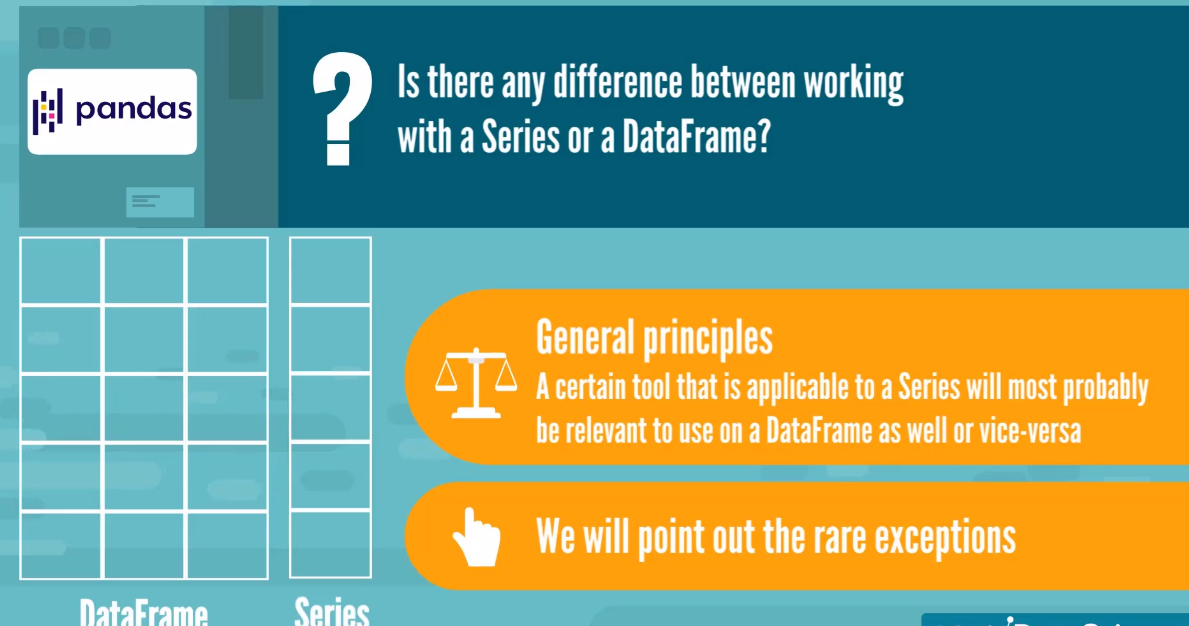 pandas
?
Is there any difference between working
with a Series or a DataFrame?
General principles
A certain tool that is applicable to a Series will most probably
be relevant to use on a DataFrame as well or vice-versa
We will point out the rare exceptions
DataFrame
Series